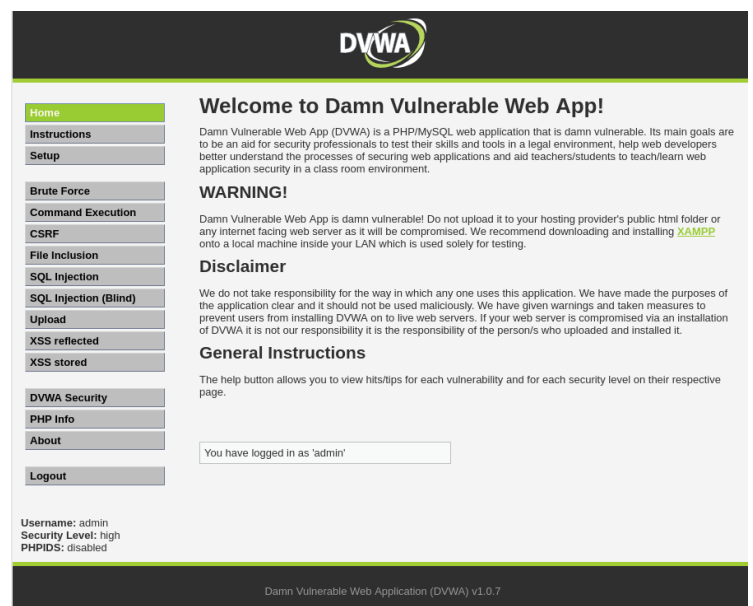 DVWA
Home
Instructions
Setup
Brute Force
Command Execution
CSRF
File Inclusion
SQL Injection
SQL Injection (Blind)
Upload
XSS reflected
XSS stored
DVWA Security
PHP Info
About
Logout
Username: admin
Security Level: high
PHPIDS: disabled
Welcome to Damn Vulnerable Web App!
Damn Vulnerable Web App (DVWA) is a PHP/MySQL web application that is damn vulnerable. Its main goals are
to be an aid for security professionals to test their skills and tools in a legal environment, help web developers
better understand the processes of securing web applications and aid teachers/students to teach/learn web
application security in a class room environment.
WARNING!
Damn Vulnerable Web App is damn vulnerable! Do not upload it to your hosting provider's public html folder or
any internet facing web server as it will be compromised. We recommend downloading and installing XAMPP
onto a local machine inside your LAN which is used solely for testing.
Disclaimer
We do not take responsibility for the way in which any one uses this application. We have made the purposes of
the application clear and it should not be used maliciously. We have given warnings and taken measures to
prevent users from installing DVWA on to live web servers. If your web server is compromised via an installation
of DVWA it is not our responsibility it is the responsibility of the person/s who uploaded and installed it.
General Instructions
The help button allows you to view hits/tips for each vulnerability and for each security level on their respective
page.
You have logged in as 'admin'
Damn Vulnerable Web Application (DVWA) v1.0.7